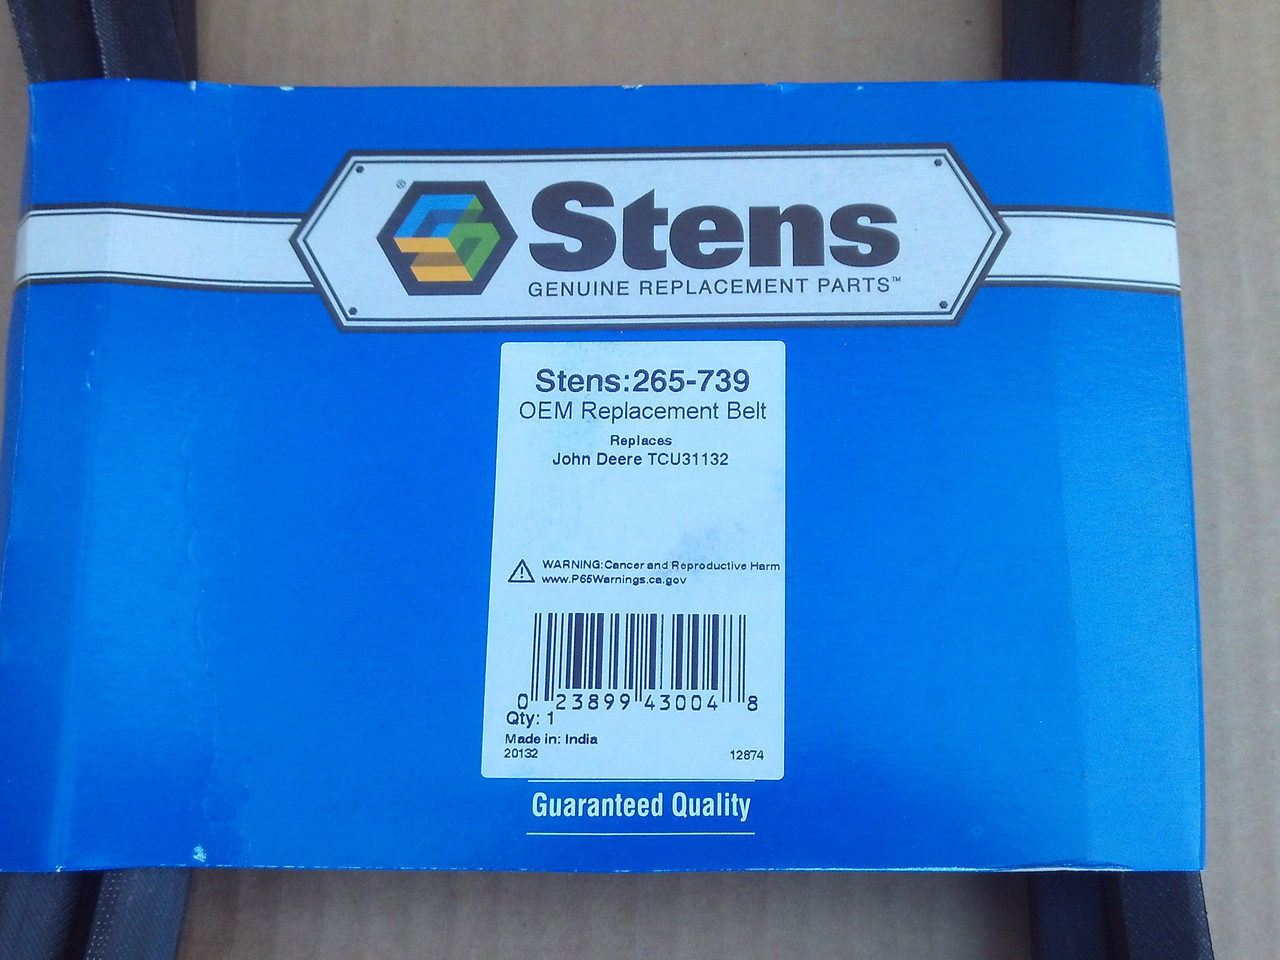 ®
Stens
GENUINE REPLACEMENT PARTS™
Stens:265-739
OEM Replacement Belt
Replaces
John Deere TCU31132
WARNING:Cancer and Reproductive Harm
www.P65Warnings.ca.gov
0 23899 43004 8
Qty: 1
Made in: India
20132 12874
Guaranteed Quality